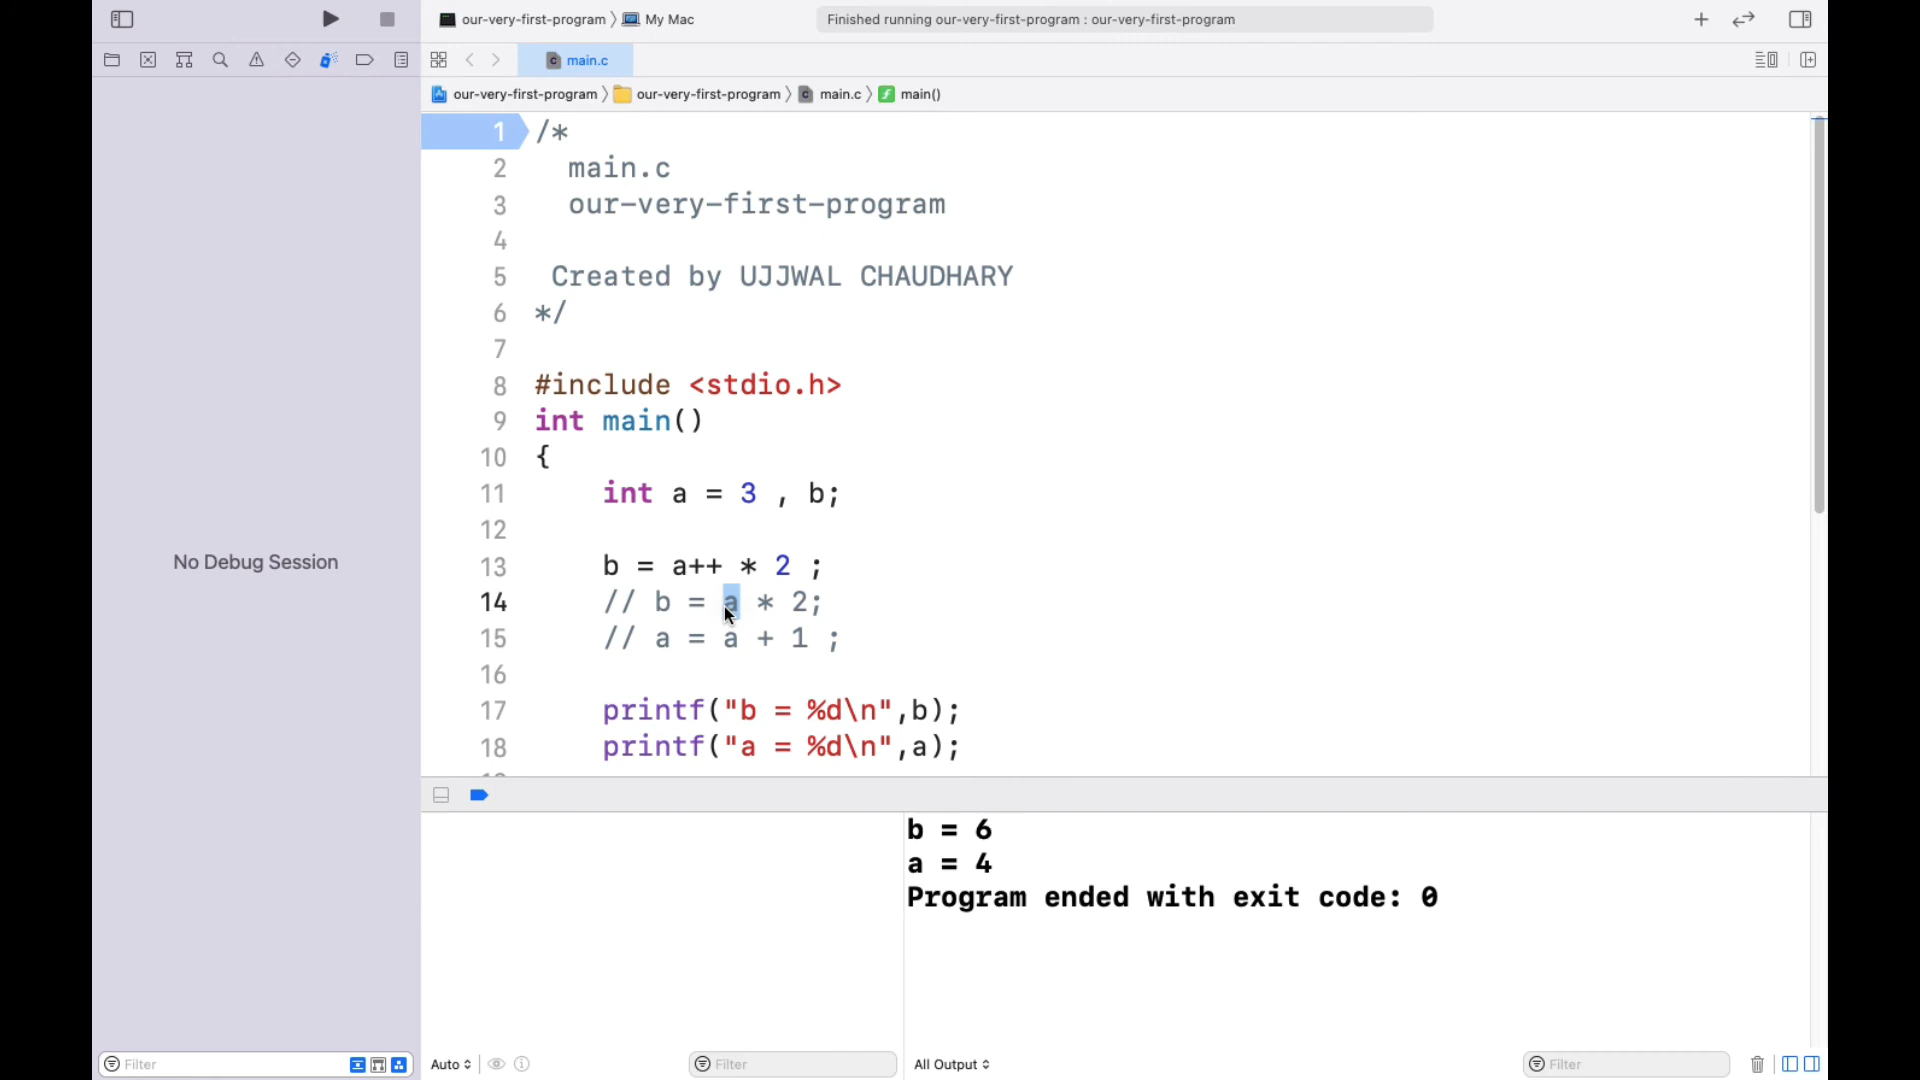 our-very-first-program 〉 My Mac
Finished running our-very-first-program : our-very-first-program
main.c
our-very-first-program 〉 our-very-first-program 〉 main.c 〉 main()
1 /*
2 main.c
3 our-very-first-program
4
5 Created by UJJWAL CHAUDHARY
6 */
7
8 #include <stdio.h>
9 int main()
10 {
11 int a = 3 , b;
12
13 b = a++ * 2 ;
14 // b = a * 2;
15 // a = a + 1 ;
16
17 printf("b = %d\n",b);
18 printf("a = %d\n",a);
No Debug Session
b = 6
a = 4
Program ended with exit code: 0
Filter
Auto
Filter
All Output
Filter